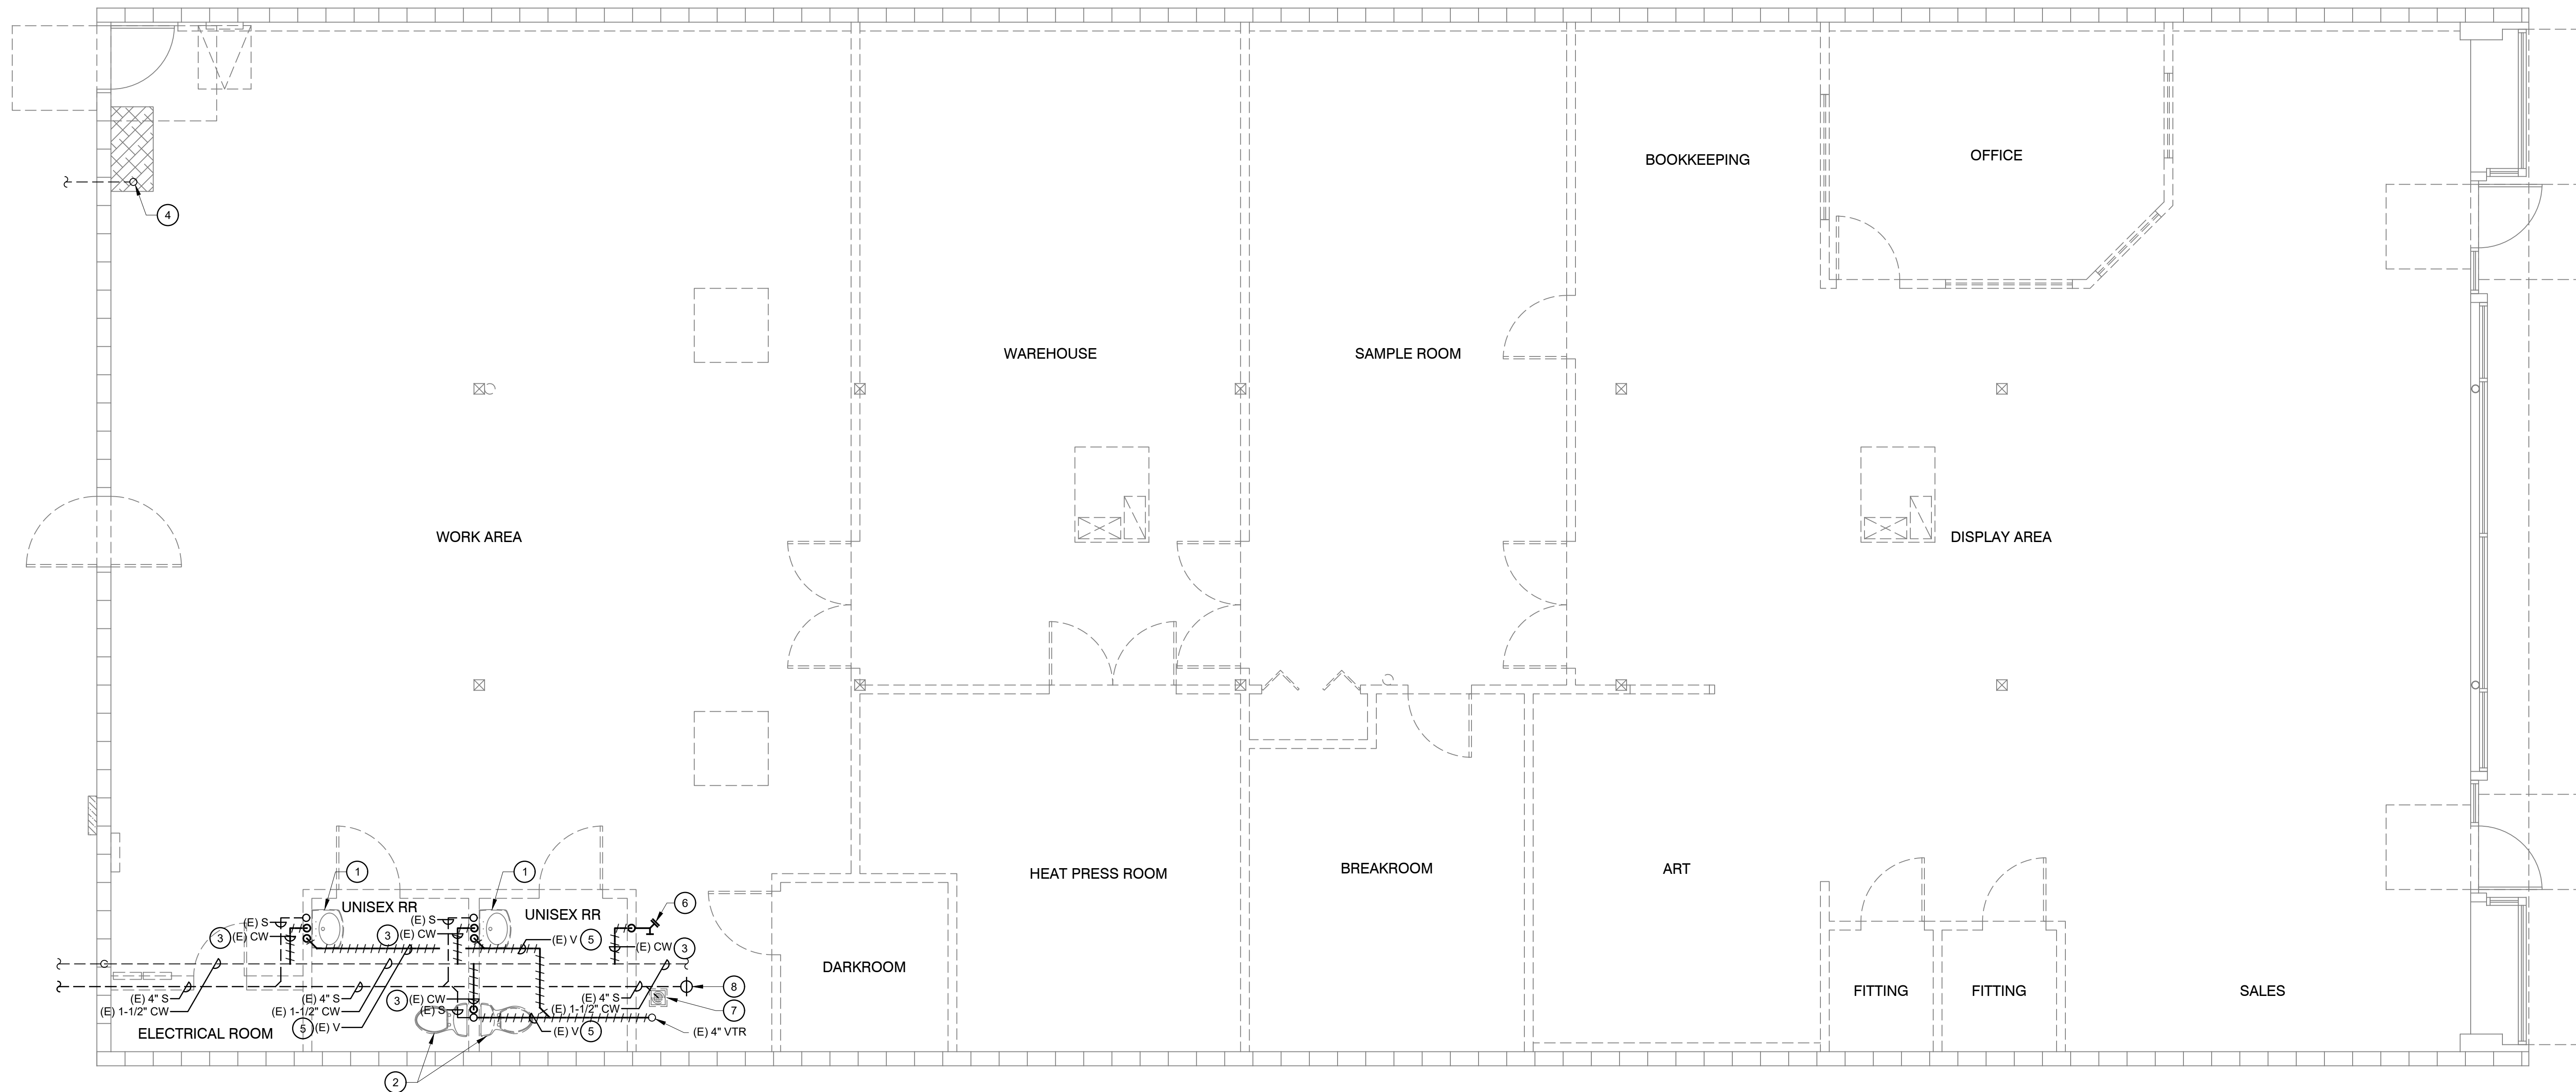 BOOKKEEPING
OFFICE
4
WAREHOUSE
SAMPLE ROOM
WORK AREA
DISPLAY AREA
HEAT PRESS ROOM
BREAKROOM
ART
1
1
UNISEX RR
UNISEX RR
6
(E) S
(E) S
3
(E) CW
3
(E) CW
(E) V
5
(E) CW
3
DARKROOM
8
(E) 4" S
(E) 4" S
(E) CW
3
(E) 4" S
(E) 1-1/2" CW
(E) 1-1/2" CW
(E) S
(E) 1-1/2" CW
7
FITTING
FITTING
SALES
ELECTRICAL ROOM
5
(E) V
(E) V
5
(E) 4" VTR
2